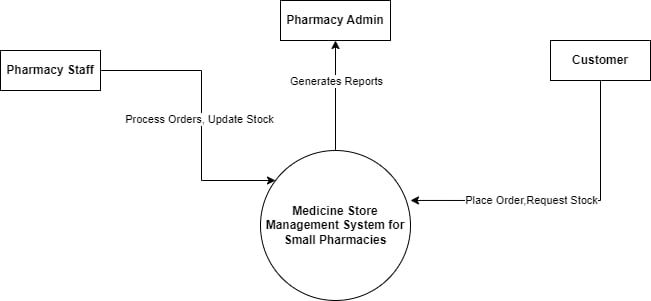 Pharmacy Admin
Pharmacy Staff
Customer
Generates Reports
Process Orders, Update Stock
Place Order,Request Stock
Medicine Store
Management System for
Small Pharmacies